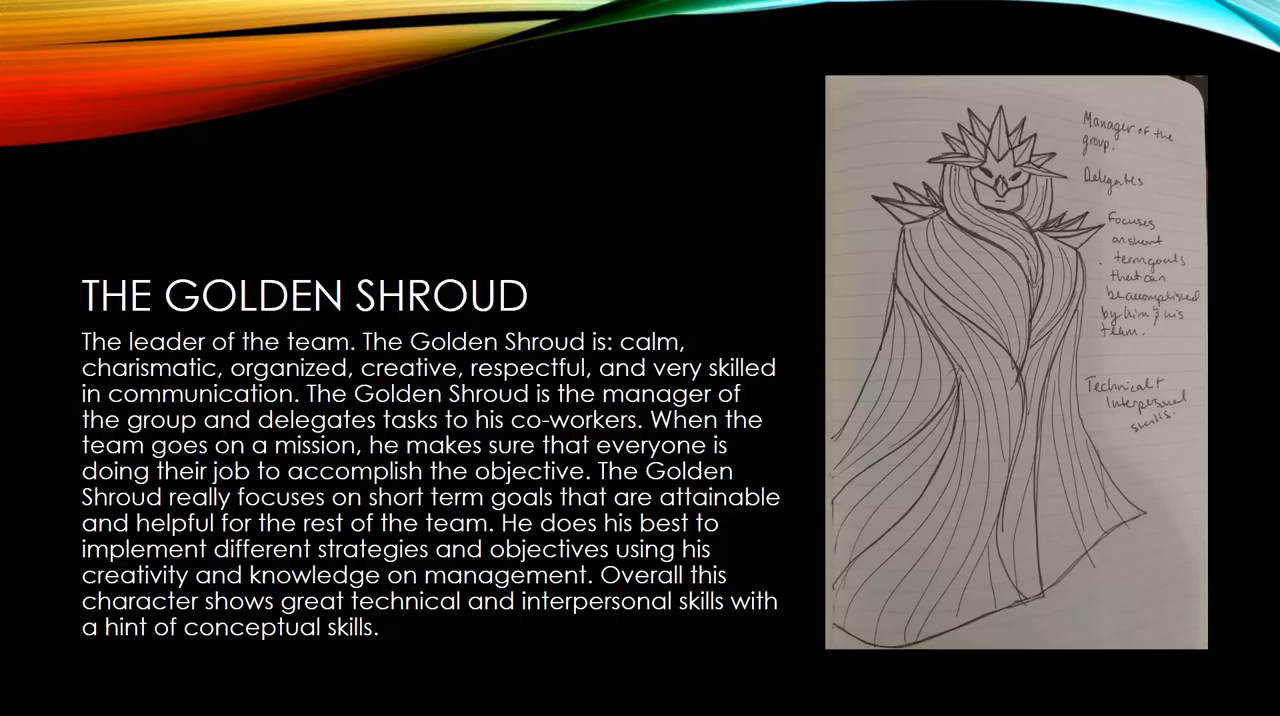 THE GOLDEN SHROUD
The leader of the team. The Golden Shroud is: calm,
charismatic, organized, creative, respectful, and very skilled
in communication. The Golden Shroud is the manager of
the group and delegates tasks to his co-workers. When the
team goes on a mission, he makes sure that everyone is
doing their job to accomplish the objective. The Golden
Shroud really focuses on short term goals that are attainable
and helpful for the rest of the team. He does his best to
implement different strategies and objectives using his
creativity and knowledge on management. Overall this
character shows great technical and interpersonal skills with
a hint of conceptual skills.
Manager of the
group.
Delegates
Focuses
on short
term goals
that can
be accomplished
by him & his
team.
Technical +
Interpersonal
skills.